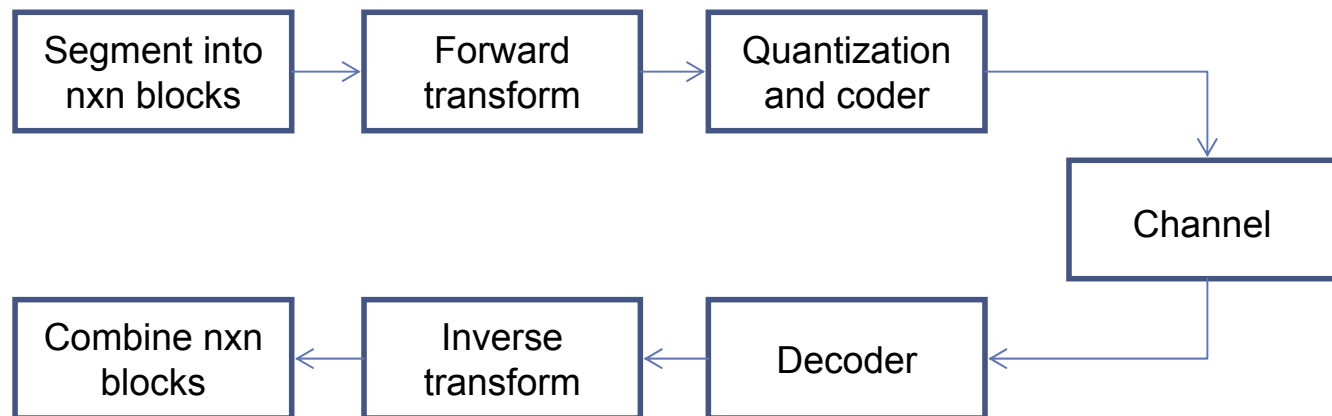 Segment into
nxn blocks
Forward
transform
Quantization
and coder
Channel
Decoder
Inverse
transform
Combine nxn
blocks